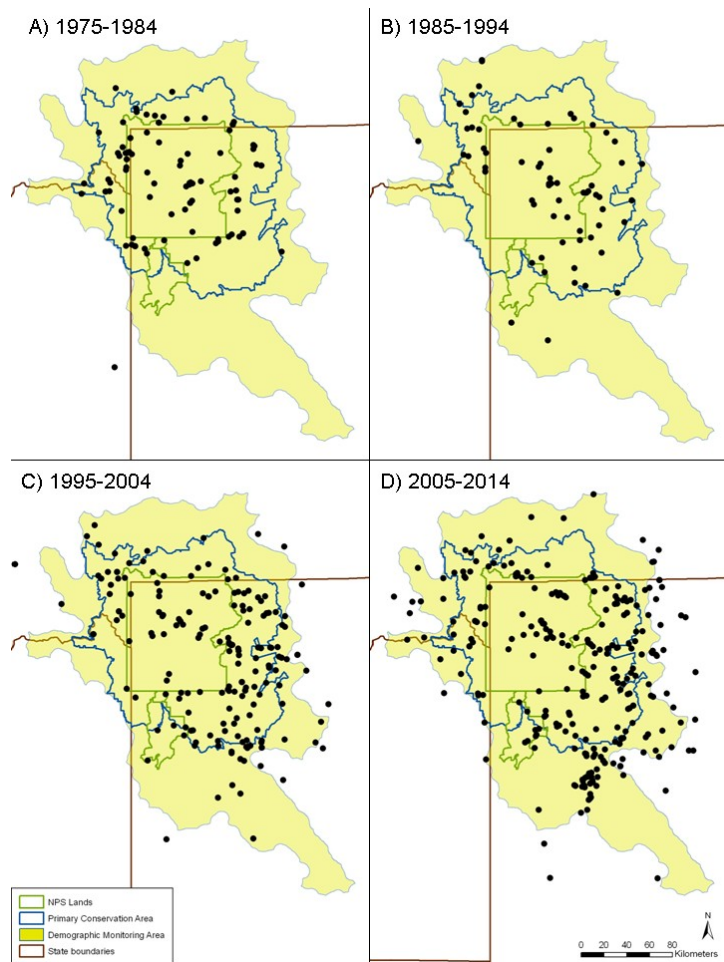 A) 1975-1984
B) 1985-1994
C) 1995-2004
D) 2005-2014
NPS Lands
Primary Conservation Area
Demographic Monitoring Area
State boundaries
N
0 10 20 40 60 80
Kilometers